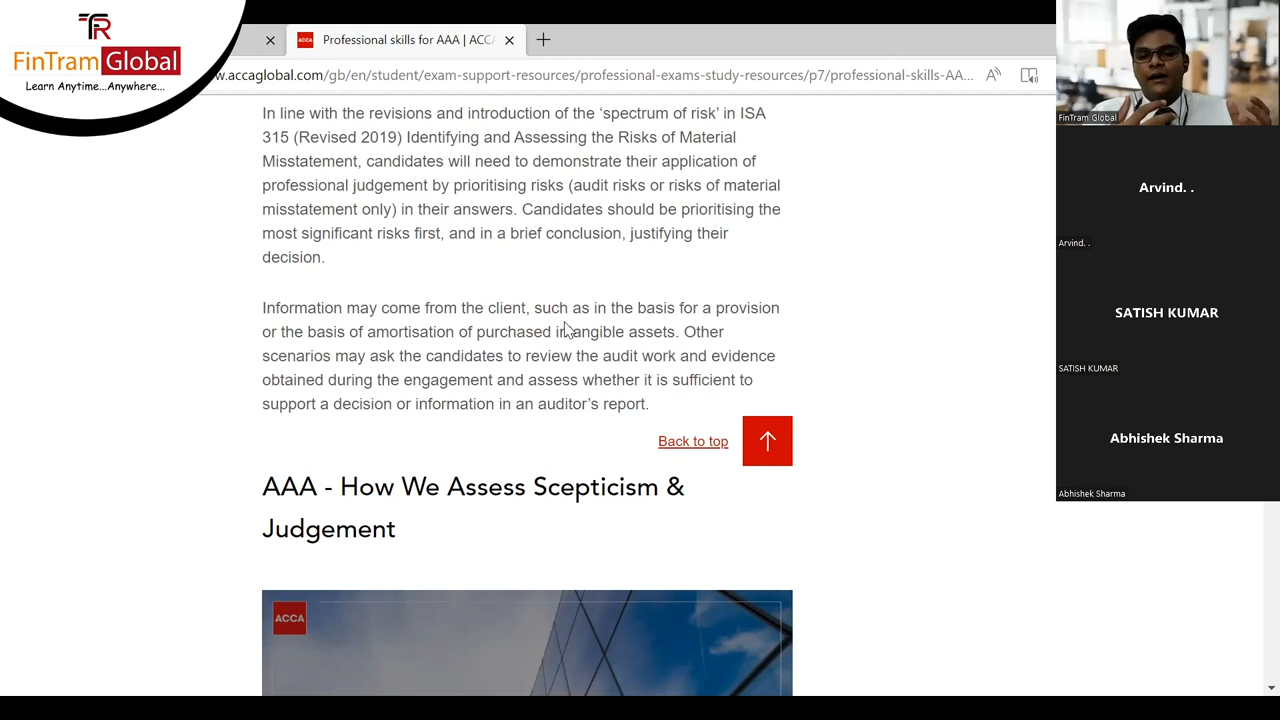 TR
FinTram Global
Learn Anytime...Anywhere...
Professional skills for AAA | ACCA
www.accaglobal.com/gb/en/student/exam-support-resources/professional-exams-study-resources/p7/professional-skills-AA...
In line with the revisions and introduction of the ‘spectrum of risk’ in ISA
315 (Revised 2019) Identifying and Assessing the Risks of Material
Misstatement, candidates will need to demonstrate their application of
professional judgement by prioritising risks (audit risks or risks of material
misstatement only) in their answers. Candidates should be prioritising the
most significant risks first, and in a brief conclusion, justifying their
decision.
Information may come from the client, such as in the basis for a provision
or the basis of amortisation of purchased intangible assets. Other
scenarios may ask the candidates to review the audit work and evidence
obtained during the engagement and assess whether it is sufficient to
support a decision or information in an auditor’s report.
Back to top
AAA - How We Assess Scepticism &
Judgement
ACCA
FinTram Global
Arvind. .
Arvind. .
SATISH KUMAR
SATISH KUMAR
Abhishek Sharma
Abhishek Sharma